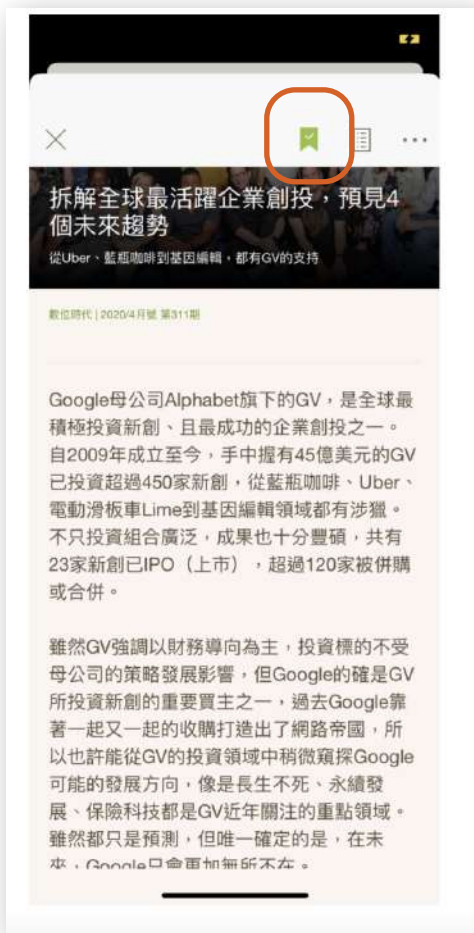 拆解全球最活躍企業創投，預見4
個未來趨勢
從Uber、藍瓶咖啡到基因編輯，都有GV的支持
數位時代 | 2020/4月號 第311期
Google母公司Alphabet旗下的GV，是全球最
積極投資新創、且最成功的企業創投之一。
自2009年成立至今，手中握有45億美元的GV
已投資超過450家新創，從藍瓶咖啡、Uber、
電動滑板車Lime到基因編輯領域都有涉獵。
不只投資組合廣泛，成果也十分豐碩，共有
23家新創已IPO（上市），超過120家被併購
或合併。
雖然GV強調以財務導向為主，投資標的不受
母公司的策略發展影響，但Google的確是GV
所投資新創的重要買主之一，過去Google靠
著一起又一起的收購打造出了網路帝國，所
以也許能從GV的投資領域中稍微窺探Google
可能的發展方向，像是長生不死、永續發
展、保險科技都是GV近年關注的重點領域。
雖然都只是預測，但唯一確定的是，在未
來，Google只會更加無所不在。